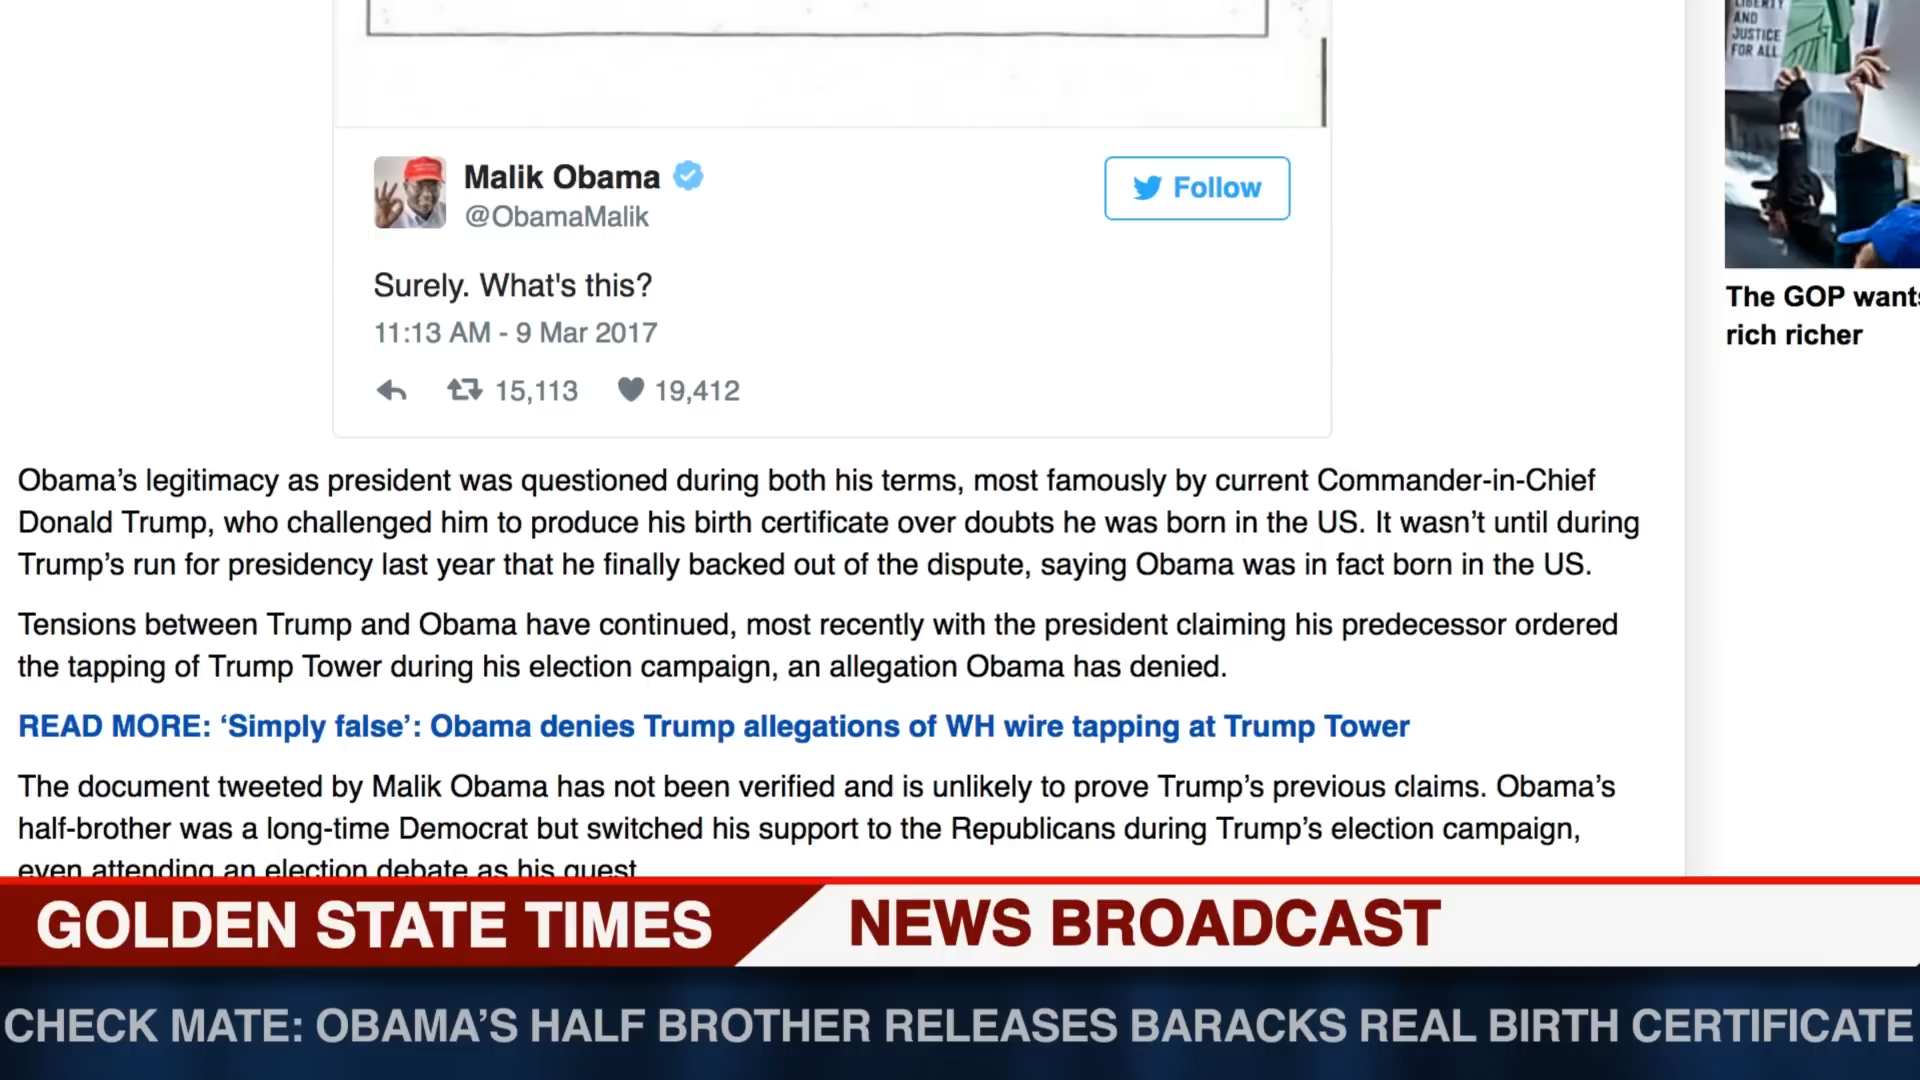 LIBERTY
AND
JUSTICE
FOR ALL
Malik Obama
@ObamaMalik
Follow
Surely. What's this?
11:13 AM - 9 Mar 2017
15,113 19,412
The GOP wants
rich richer
Obama’s legitimacy as president was questioned during both his terms, most famously by current Commander-in-Chief
Donald Trump, who challenged him to produce his birth certificate over doubts he was born in the US. It wasn’t until during
Trump’s run for presidency last year that he finally backed out of the dispute, saying Obama was in fact born in the US.
Tensions between Trump and Obama have continued, most recently with the president claiming his predecessor ordered
the tapping of Trump Tower during his election campaign, an allegation Obama has denied.
READ MORE: ‘Simply false’: Obama denies Trump allegations of WH wire tapping at Trump Tower
The document tweeted by Malik Obama has not been verified and is unlikely to prove Trump’s previous claims. Obama’s
half-brother was a long-time Democrat but switched his support to the Republicans during Trump’s election campaign,
even attending an election debate as his guest
GOLDEN STATE TIMES
NEWS BROADCAST
CHECK MATE: OBAMA’S HALF BROTHER RELEASES BARACKS REAL BIRTH CERTIFICATE